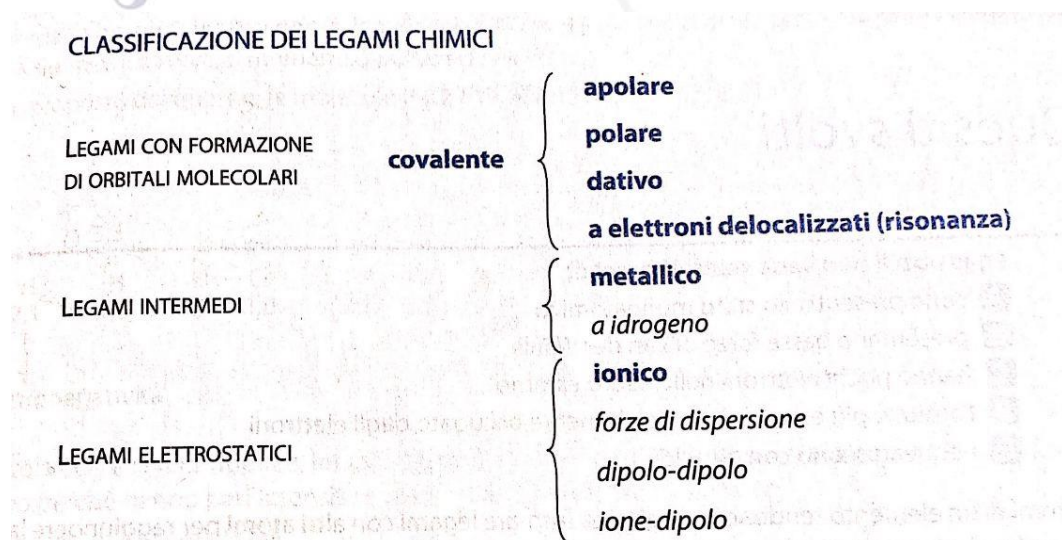 CLASSIFICAZIONE DEI LEGAMI CHIMICI
LEGAMI CON FORMAZIONE
DI ORBITALI MOLECOLARI
covalente
apolare
polare
dativo
a elettroni delocalizzati (risonanza)
LEGAMI INTERMEDI
metallico
a idrogeno
LEGAMI ELETTROSTATICI
ionico
forze di dispersione
dipolo-dipolo
ione-dipolo